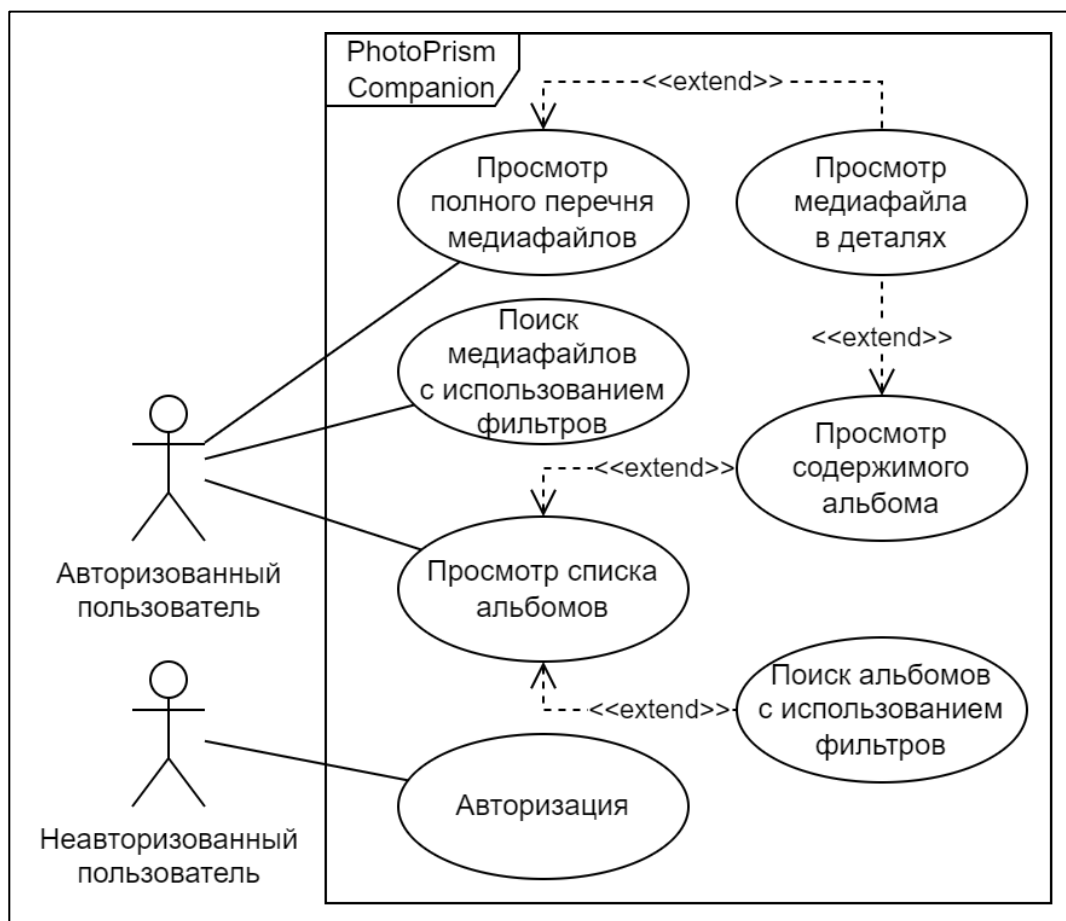 PhotoPrism
Companion
<<extend>>
Просмотр
полного перечня
медиафайлов
Просмотр
медиафайла
в деталях
Поиск
медиафайлов
с использованием
фильтров
<<extend>>
Просмотр
содержимого
альбома
<<extend>>
Авторизованный
пользователь
Просмотр списка
альбомов
Поиск альбомов
с использованием
фильтров
<<extend>>
Неавторизованный
пользователь
Авторизация